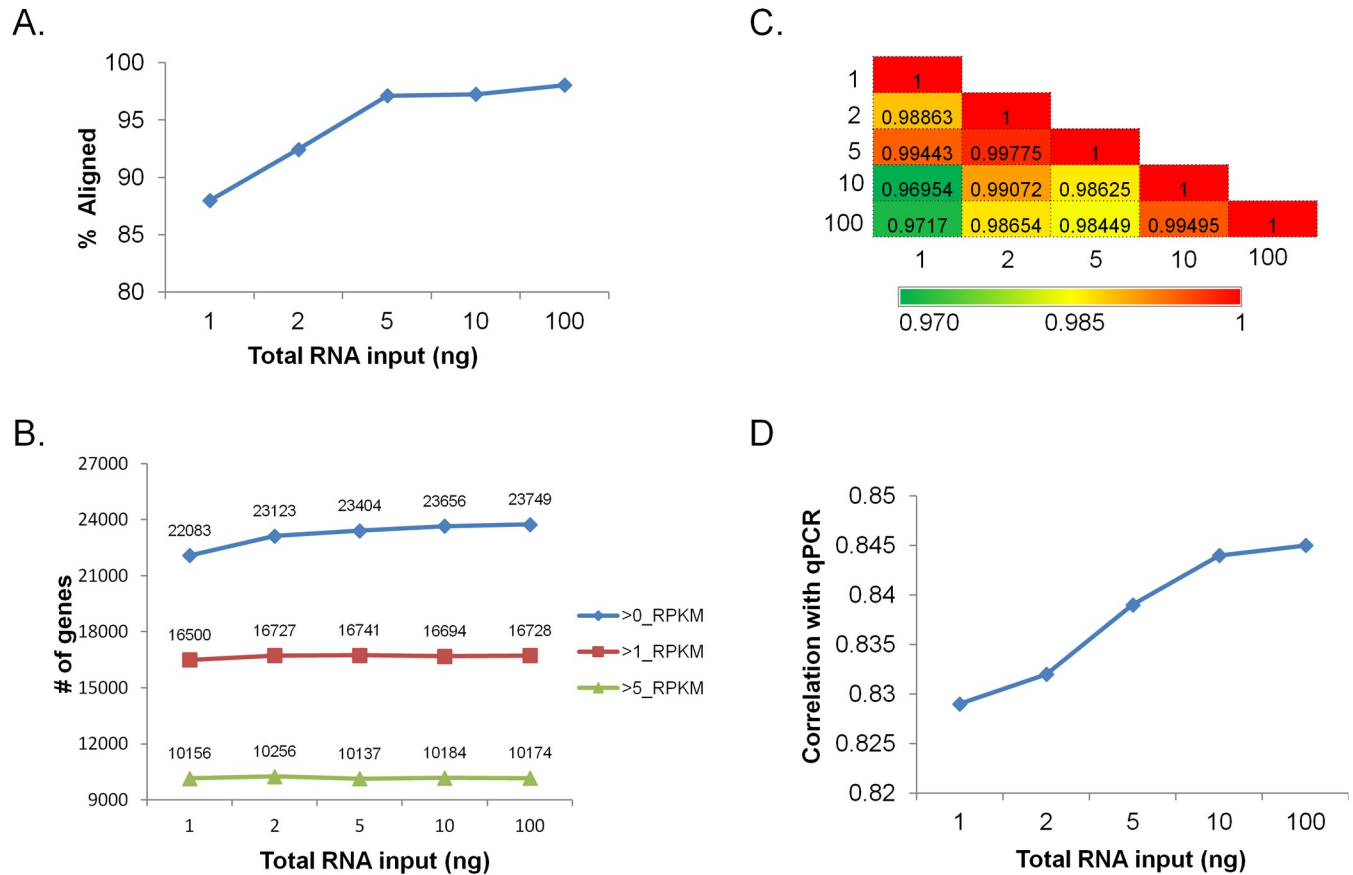 A.
100
95
90
85
80
% Aligned
1 2 5 10 100
Total RNA input (ng)
B.
27000
24000
21000
18000
15000
12000
9000
# of genes
22083 23123 23404 23656 23749
16500 16727 16741 16694 16728
10156 10256 10137 10184 10174
>0_RPKM
>1_RPKM
>5_RPKM
1 2 5 10 100
Total RNA input (ng)
C.
1 1
2 0.98863 1
5 0.99443 0.99775 1
10 0.96954 0.99072 0.98625 1
100 0.9717 0.98654 0.98449 0.99495 1
1 2 5 10 100
0.970 0.985 1
D
0.85
0.845
0.84
0.835
0.83
0.825
0.82
Correlation with qPCR
1 2 5 10 100
Total RNA input (ng)